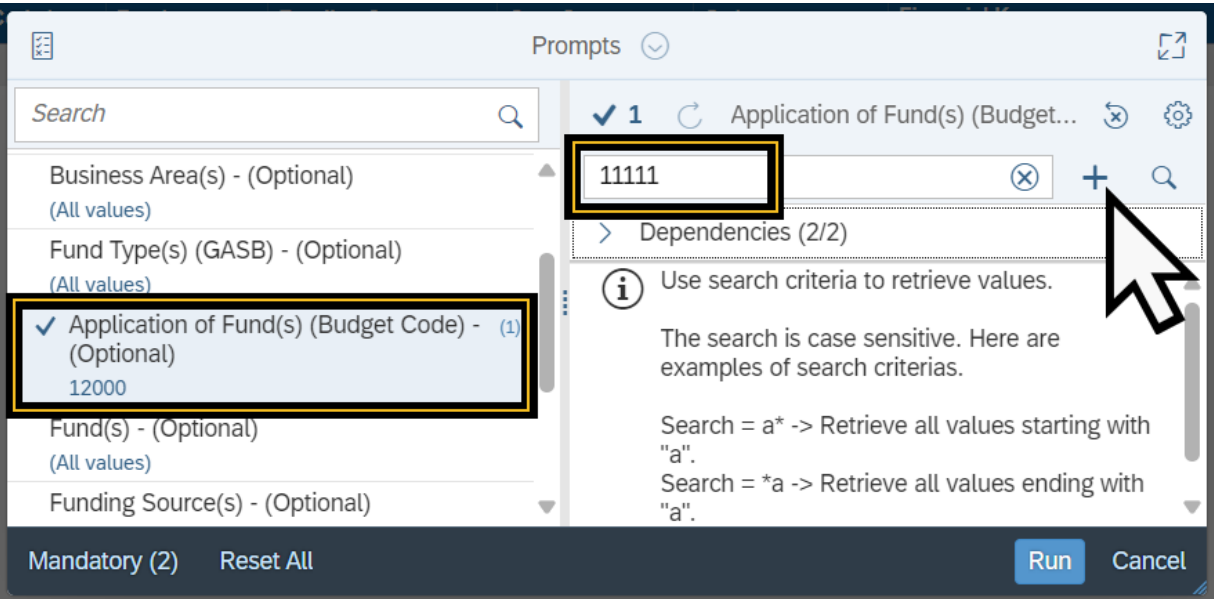 Prompts
Search
Business Area(s) - (Optional)
(All values)
Fund Type(s) (GASB) - (Optional)
(All values)
Application of Fund(s) (Budget Code) - (1)
(Optional)
12000
Fund(s) - (Optional)
(All values)
Funding Source(s) - (Optional)
1 Application of Fund(s) (Budget...
11111
Dependencies (2/2)
Use search criteria to retrieve values.
The search is case sensitive. Here are
examples of search criterias.
Search = a* -> Retrieve all values starting with
"a".
Search = *a -> Retrieve all values ending with
"a".
Mandatory (2) Reset All Run Cancel